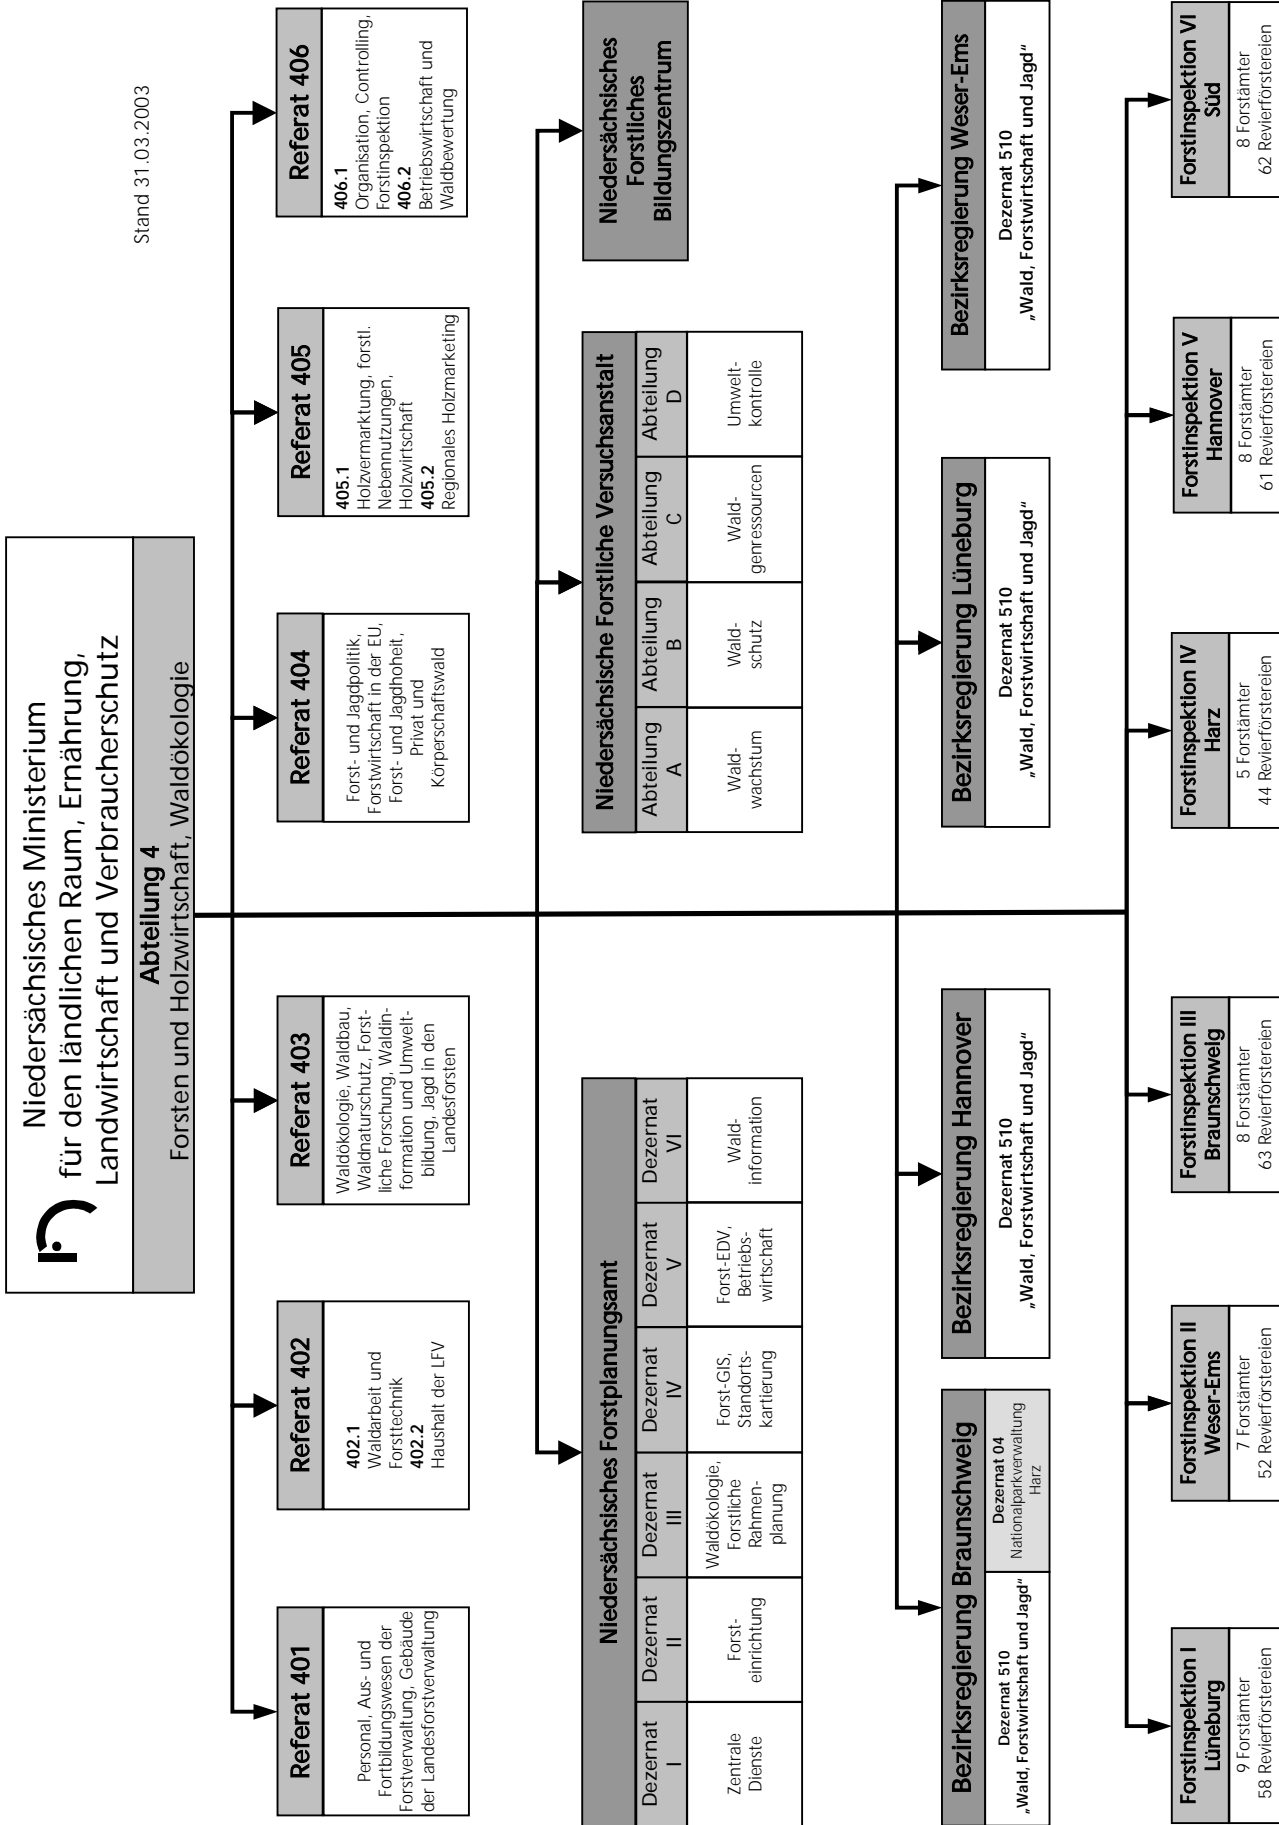 Niedersächsisches Ministerium
für den ländlichen Raum, Ernährung,
Landwirtschaft und Verbraucherschutz
Abteilung 4
Forsten und Holzwirtschaft, Waldökologie
Stand 31.03.2003
Referat 401
Personal, Aus- und
Fortbildungswesen der
Forstverwaltung, Gebäude
der Landesforstverwaltung
Referat 402
402.1
Waldarbeit und
Forsttechnik
402.2
Haushalt der LFV
Referat 403
Waldökologie, Waldbau,
Waldnaturschutz, Forst-
liche Forschung, Waldin-
formation und Umwelt-
bildung, Jagd in den
Landesforsten
Referat 404
Forst- und Jagdpolitik,
Forstwirtschaft in der EU,
Forst- und Jagdhoheit,
Privat und
Körperschaftswald
Referat 405
405.1
Holzvermarktung, forstl.
Nebennutzungen,
Holzwirtschaft
405.2
Regionales Holzmarketing
Referat 406
406.1
Organisation, Controlling,
Forstinspektion
406.2
Betriebswirtschaft und
Waldbewertung
Niedersächsisches Forstplanungsamt
Dezernat
I
Zentrale
Dienste
Dezernat
II
Forst-
einrichtung
Dezernat
III
Waldökologie,
Forstliche
Rahmen-
planung
Dezernat
IV
Forst-GIS,
Standorts-
kartierung
Dezernat
V
Forst-EDV,
Betriebs-
wirtschaft
Dezernat
VI
Wald-
information
Niedersächsische Forstliche Versuchsanstalt
Abteilung
A
Wald-
wachstum
Abteilung
B
Wald-
schutz
Abteilung
C
Wald-
genressourcen
Abteilung
D
Umwelt-
kontrolle
Niedersächsisches
Forstliches
Bildungszentrum
Bezirksregierung Braunschweig
Dezernat 510
„Wald, Forstwirtschaft und Jagd“
Dezernat 04
Nationalparkverwaltung
Harz
Bezirksregierung Hannover
Dezernat 510
„Wald, Forstwirtschaft und Jagd“
Bezirksregierung Lüneburg
Dezernat 510
„Wald, Forstwirtschaft und Jagd“
Bezirksregierung Weser-Ems
Dezernat 510
„Wald, Forstwirtschaft und Jagd“
Forstinspektion I
Lüneburg
9 Forstämter
58 Revierförstereien
Forstinspektion II
Weser-Ems
7 Forstämter
52 Revierförstereien
Forstinspektion III
Braunschweig
8 Forstämter
63 Revierförstereien
Forstinspektion IV
Harz
5 Forstämter
44 Revierförstereien
Forstinspektion V
Hannover
8 Forstämter
61 Revierförstereien
Forstinspektion VI
Süd
8 Forstämter
62 Revierförstereien